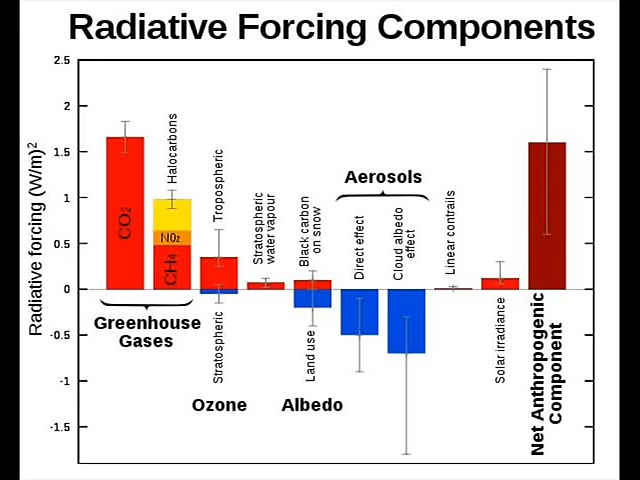 Radiative Forcing Components
Radiative forcing (W/m)²
2.5
2
1.5
1
0.5
0
-0.5
-1
-1.5
CO₂
Halocarbons
N0₂
CH₄
Greenhouse
Gases
Tropospheric
Stratospheric
Ozone
Stratospheric
water vapour
Black carbon
on snow
Land use
Albedo
Aerosols
Direct effect
Cloud albedo
effect
Linear contrails
Solar irradiance
Net Anthropogenic
Component